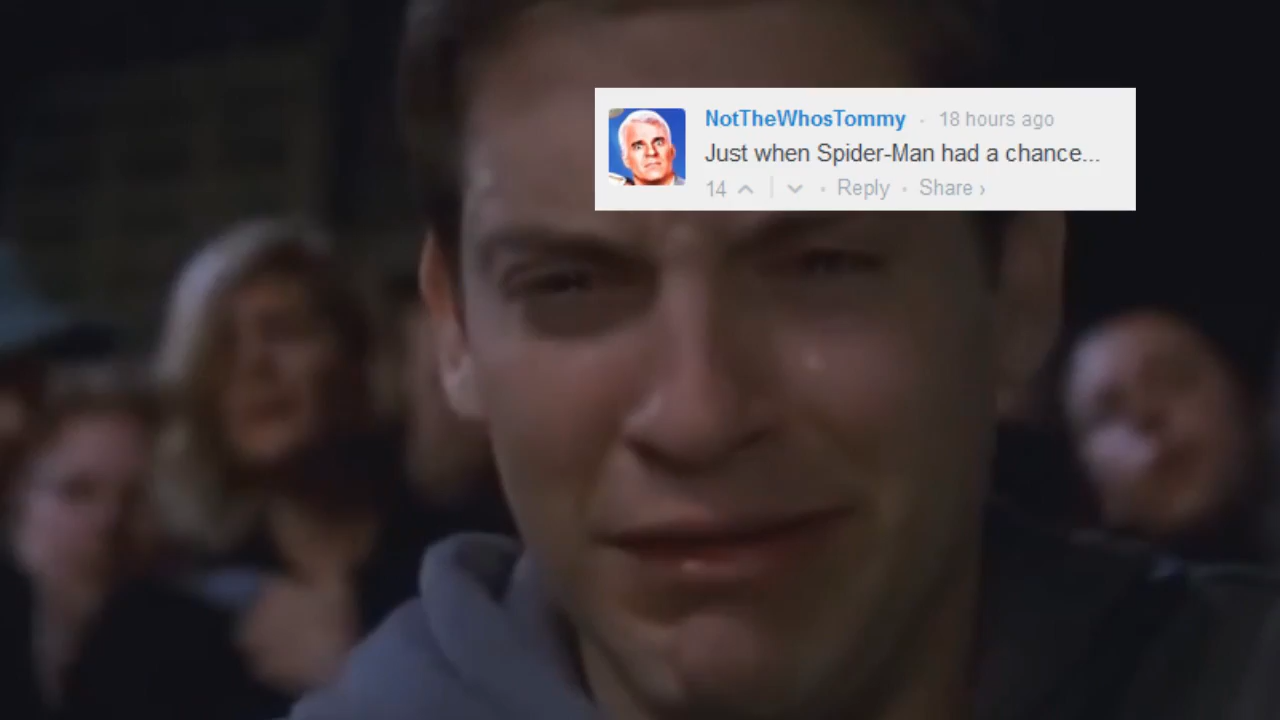 NotTheWhosTommy · 18 hours ago
Just when Spider-Man had a chance...
14 · Reply · Share ›